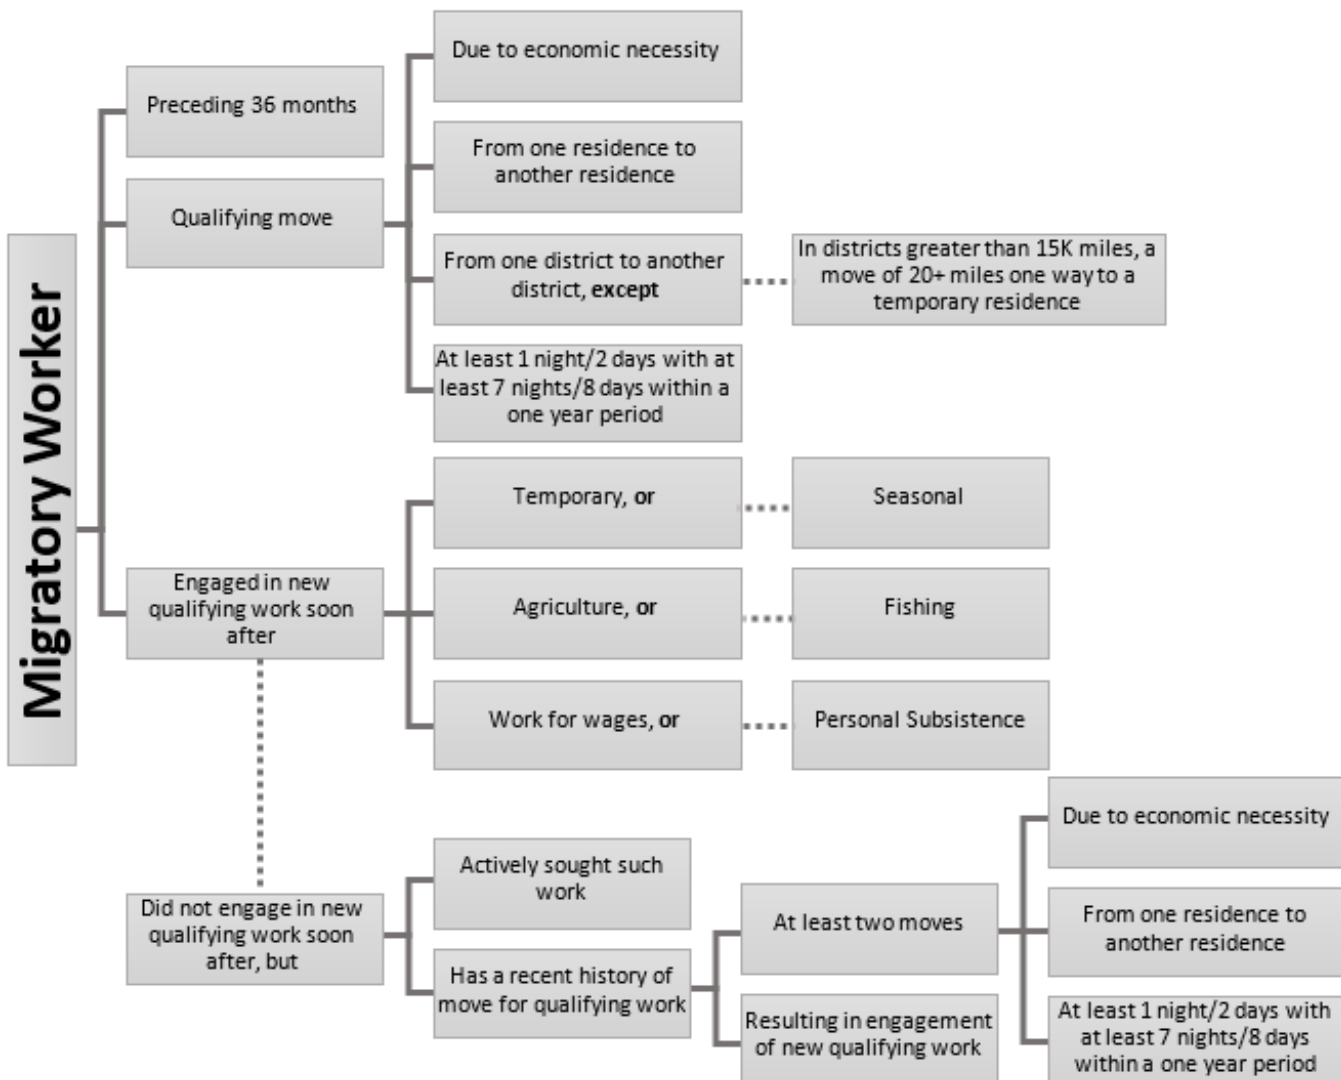 Migratory Worker
Preceding 36 months
Qualifying move
Due to economic necessity
From one residence to
another residence
From one district to another
district, except
In districts greater than 15K miles, a
move of 20+ miles one way to a
temporary residence
At least 1 night/2 days with at
least 7 nights/8 days within a
one year period
Engaged in new
qualifying work soon
after
Temporary, or
Seasonal
Agriculture, or
Fishing
Work for wages, or
Personal Subsistence
Did not engage in new
qualifying work soon
after, but
Actively sought such
work
Has a recent history of
move for qualifying work
At least two moves
Due to economic necessity
From one residence to
another residence
At least 1 night/2 days with
at least 7 nights/8 days
within a one year period
Resulting in engagement
of new qualifying work